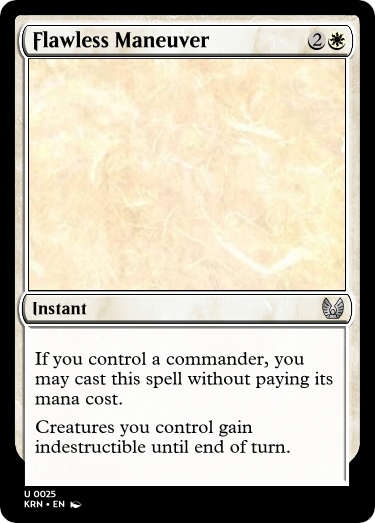 Flawless Maneuver 2
Instant
If you control a commander, you
may cast this spell without paying its
mana cost.
Creatures you control gain
indestructible until end of turn.
U 0025
KRN • EN